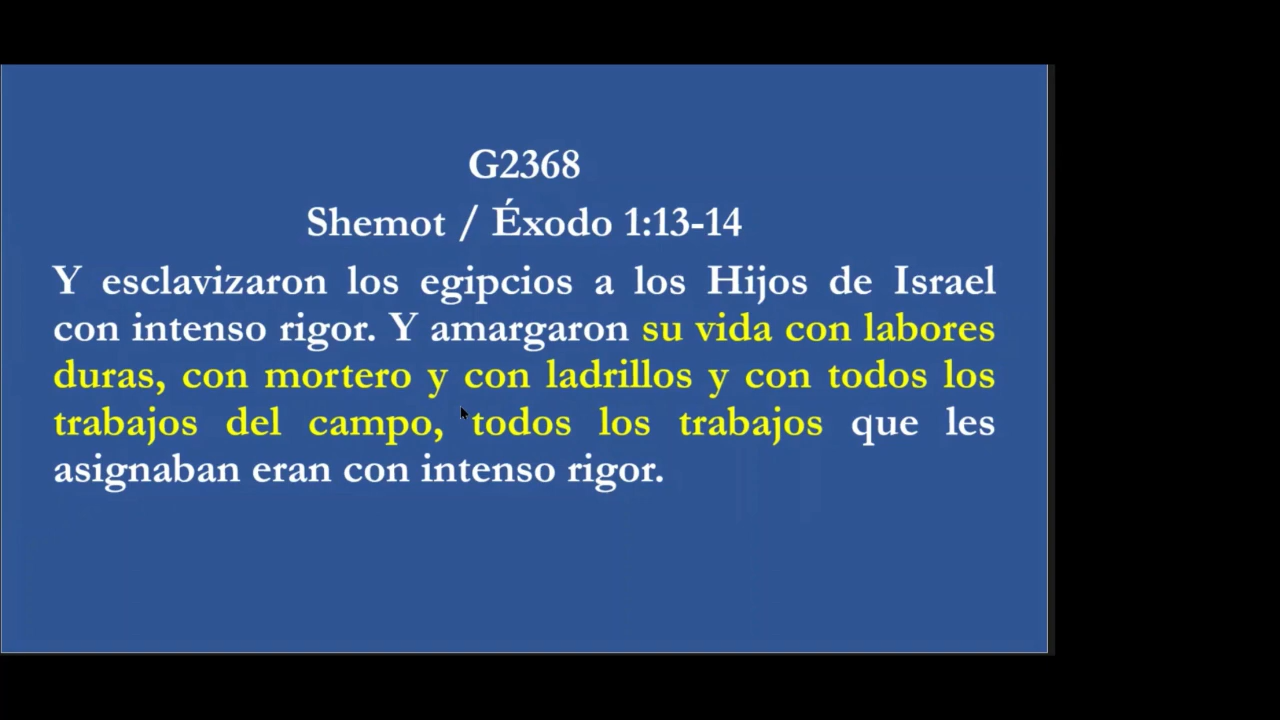 G2368
Shemot / Éxodo 1:13-14
Y esclavizaron los egipcios a los Hijos de Israel
con intenso rigor. Y amargaron su vida con labores
duras, con mortero y con ladrillos y con todos los
trabajos del campo, todos los trabajos que les
asignaban eran con intenso rigor.